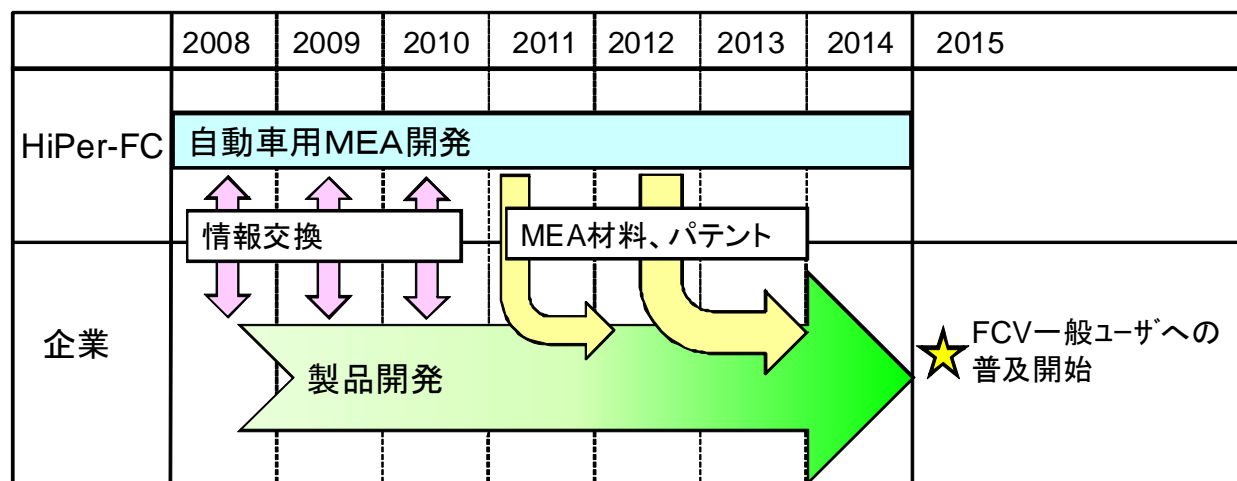 2008 2009 2010 2011 2012 2013 2014 2015
HiPer-FC
自動車用MEA開発
情報交換
MEA材料、パテント
企業
製品開発
FCV一般ﾕｰｻﾞへの
普及開始